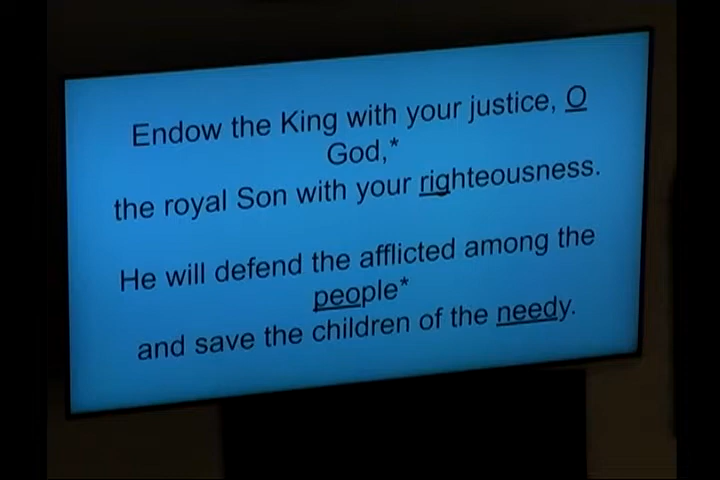 Endow the King with your justice, O
God,*
the royal Son with your righteousness.
He will defend the afflicted among the
people*
and save the children of the needy.